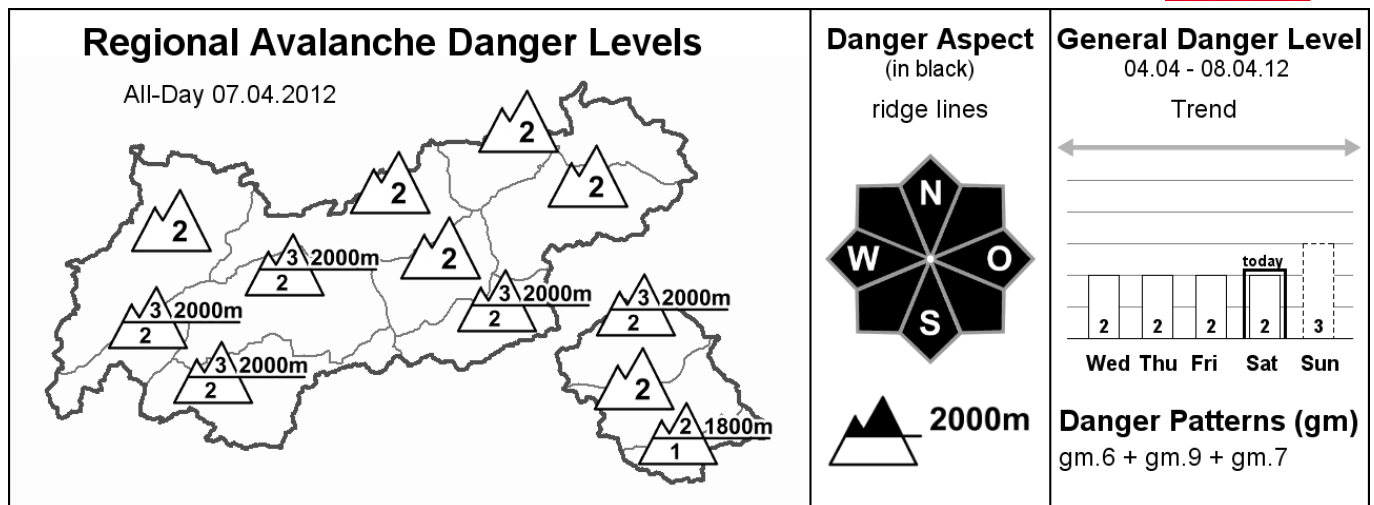 Regional Avalanche Danger Levels
All-Day 07.04.2012
2
2
2
2
2
3 2000m
2
3 2000m
2
3 2000m
2
3 2000m
2
3 2000m
2
2
2 1800m
1
Danger Aspect
(in black)
ridge lines
N
W O
S
2000m
General Danger Level
04.04 - 08.04.12
Trend
today
2 2 2 2 3
Wed Thu Fri Sat Sun
Danger Patterns (gm)
gm.6 + gm.9 + gm.7